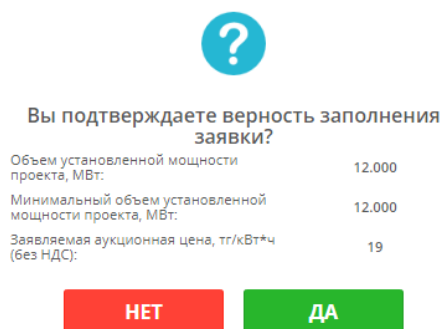 ?
Вы подтверждаете верность заполнения
заявки?
Объем установленной мощности
проекта, МВт:
12.000
Минимальный объем установленной
мощности проекта, МВт:
12.000
Заявляемая аукционная цена, тг/кВт*ч
(без НДС):
19
НЕТ
ДА